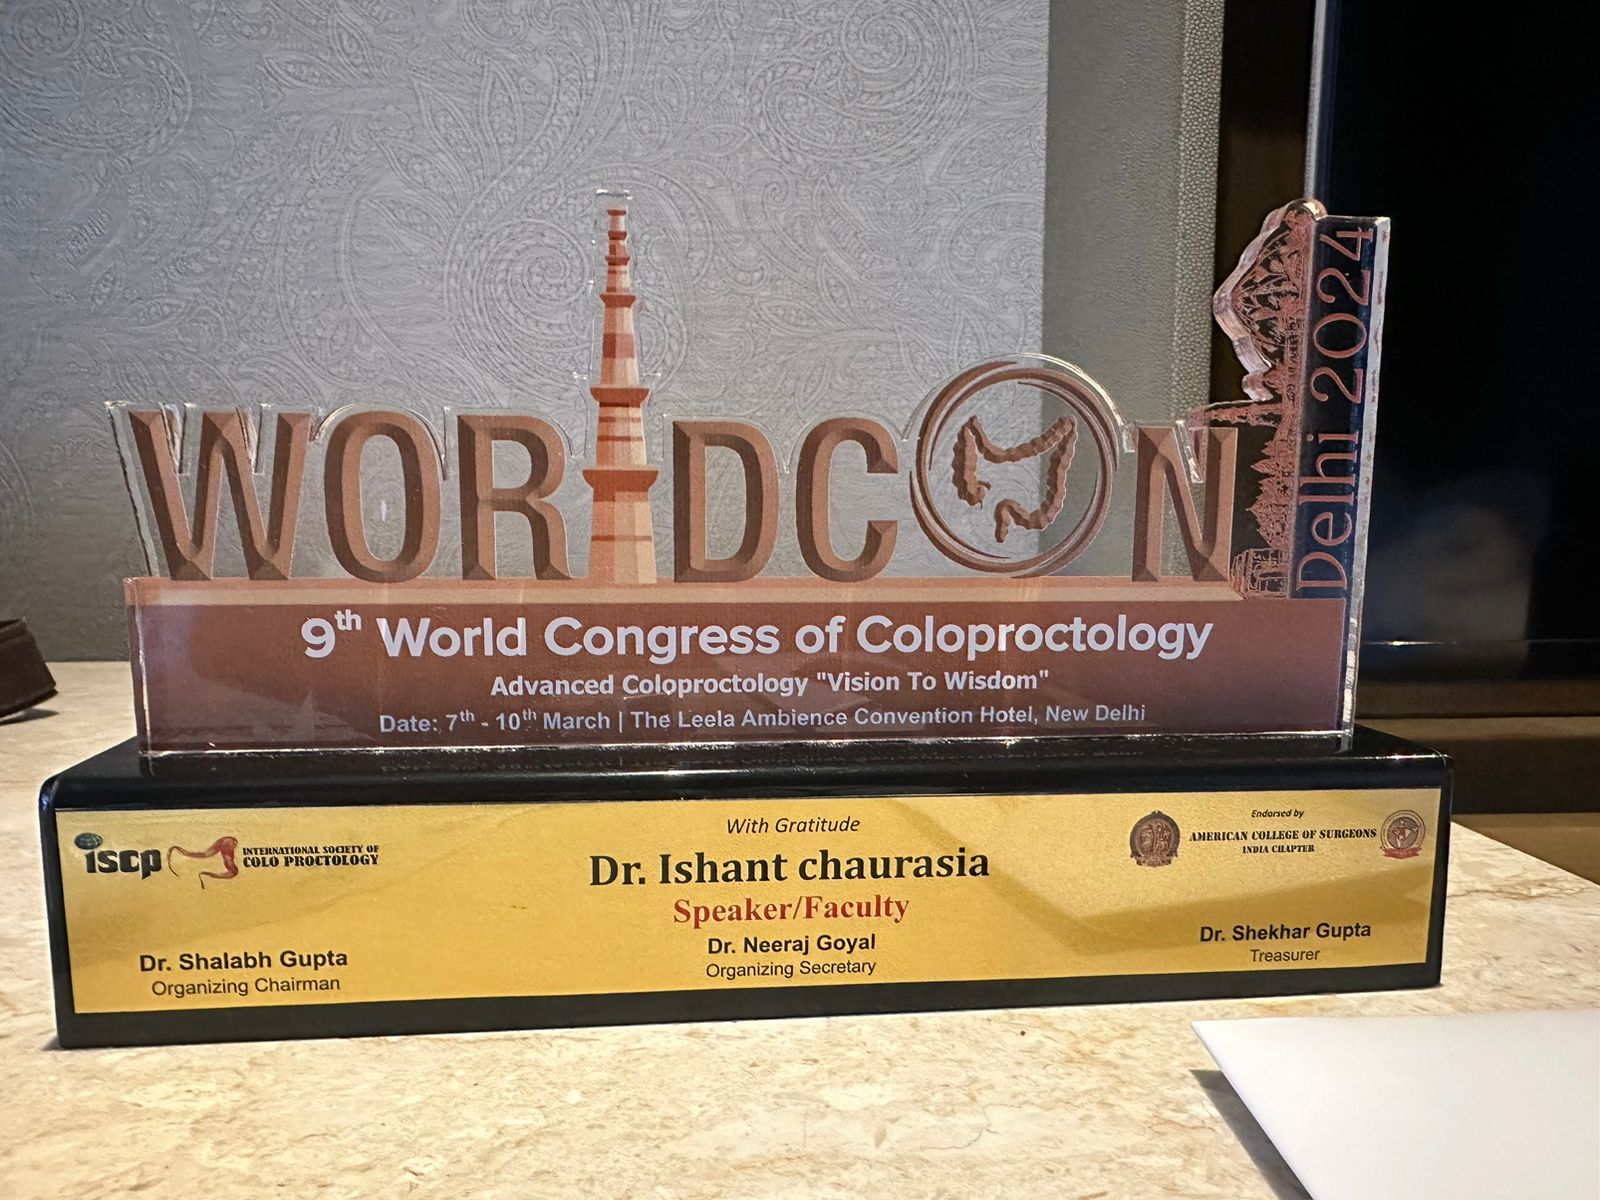 WORLDCON
Delhi 2024
9th World Congress of Coloproctology
Advanced Coloproctology "Vision To Wisdom"
Date: 7th - 10th March | The Leela Ambience Convention Hotel, New Delhi
iscp
INTERNATIONAL SOCIETY OF
COLO PROCTOLOGY
With Gratitude
Dr. Ishant chaurasia
Speaker/Faculty
Endorsed by
AMERICAN COLLEGE OF SURGEONS
INDIA CHAPTER
Dr. Shalabh Gupta
Organizing Chairman
Dr. Neeraj Goyal
Organizing Secretary
Dr. Shekhar Gupta
Treasurer